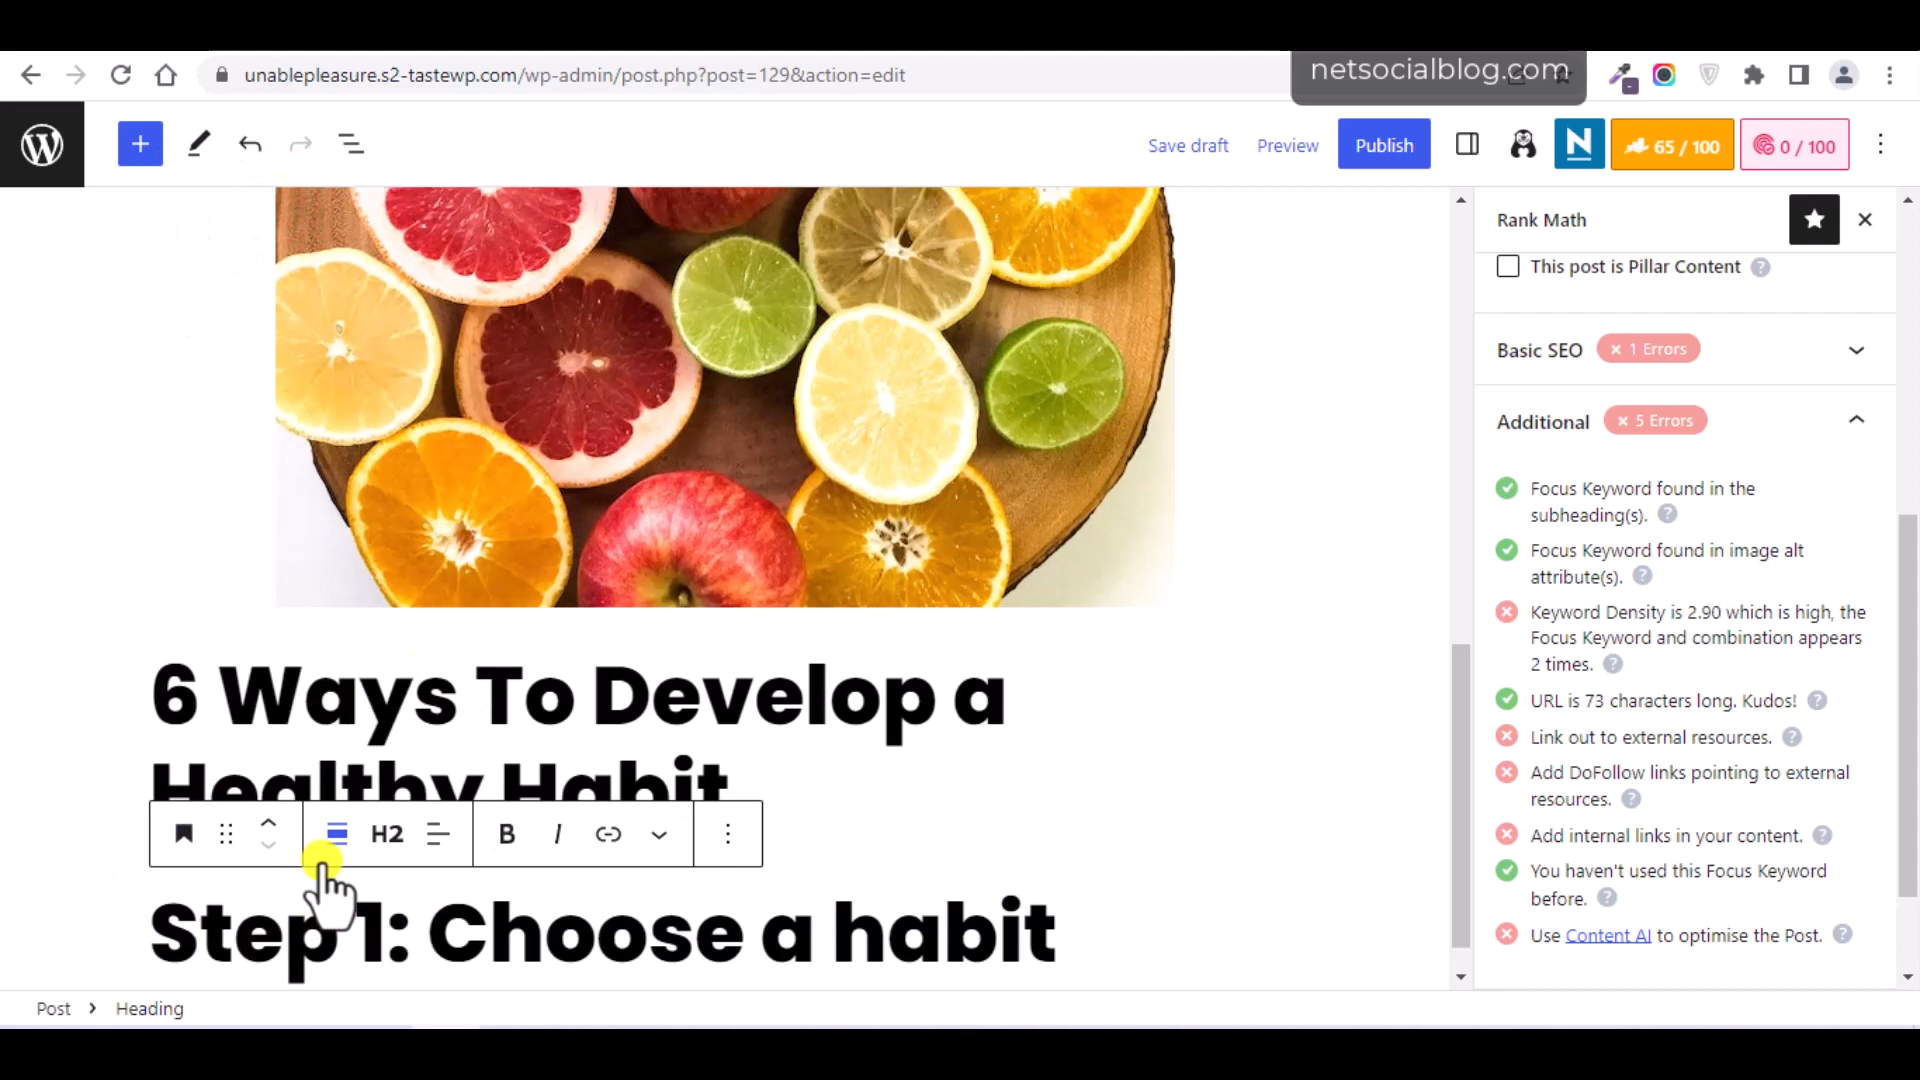 netsocialblog.com
unablepleasure.s2-tastewp.com/wp-admin/post.php?post=129&action=edit
Save draft
Preview
Publish
N
65 / 100
0 / 100
Rank Math
This post is Pillar Content ?
Basic SEO × 1 Errors
Additional × 5 Errors
Focus Keyword found in the
subheading(s). ?
Focus Keyword found in image alt
attribute(s). ?
Keyword Density is 2.90 which is high, the
Focus Keyword and combination appears
2 times. ?
URL is 73 characters long. Kudos! ?
Link out to external resources. ?
Add DoFollow links pointing to external
resources. ?
Add internal links in your content. ?
You haven't used this Focus Keyword
before. ?
Use Content AI to optimise the Post. ?
6 Ways To Develop a
Healthy Habit
H2 B I
Step 1: Choose a habit
Post > Heading